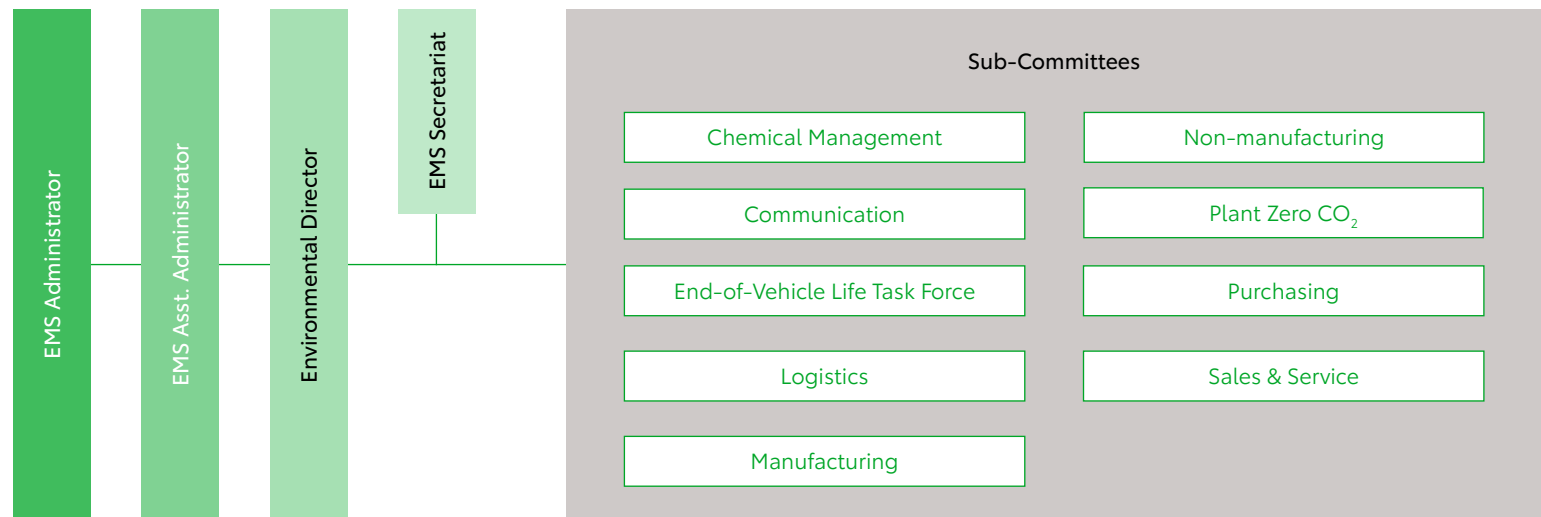 EMS Administrator
EMS Asst. Administrator
Environmental Director
EMS Secretariat
Sub-Committees
Chemical Management
Communication
End-of-Vehicle Life Task Force
Logistics
Manufacturing
Non-manufacturing
Plant Zero CO₂
Purchasing
Sales & Service